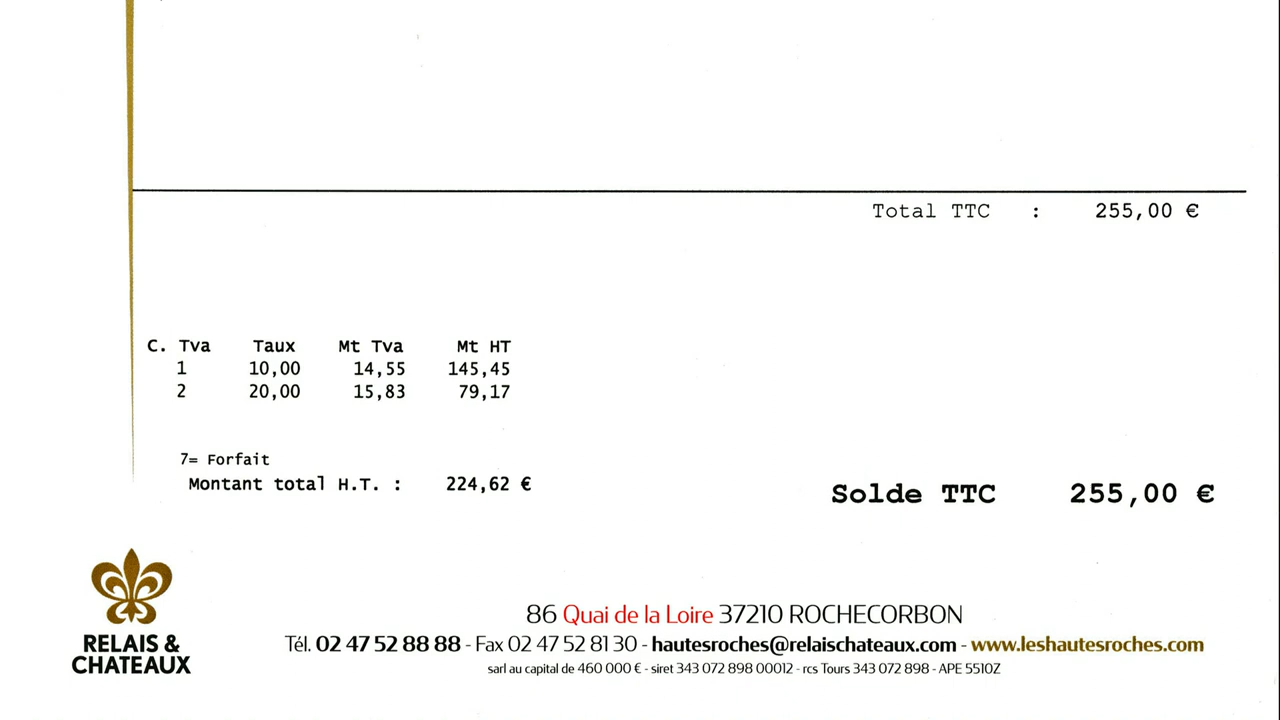 Total TTC : 255,00 €
C. Tva Taux Mt Tva Mt HT
1 10,00 14,55 145,45
2 20,00 15,83 79,17
7= Forfait
Montant total H.T. : 224,62 €
Solde TTC 255,00 €
RELAIS &
CHATEAUX
86 Quai de la Loire 37210 ROCHECORBON
Tél. 02 47 52 88 88 - Fax 02 47 52 81 30 - hautesroches@relaischateaux.com - www.leshautesroches.com
sarl au capital de 460 000 € - siret 343 072 898 00012 - rcs Tours 343 072 898 - APE 5510Z